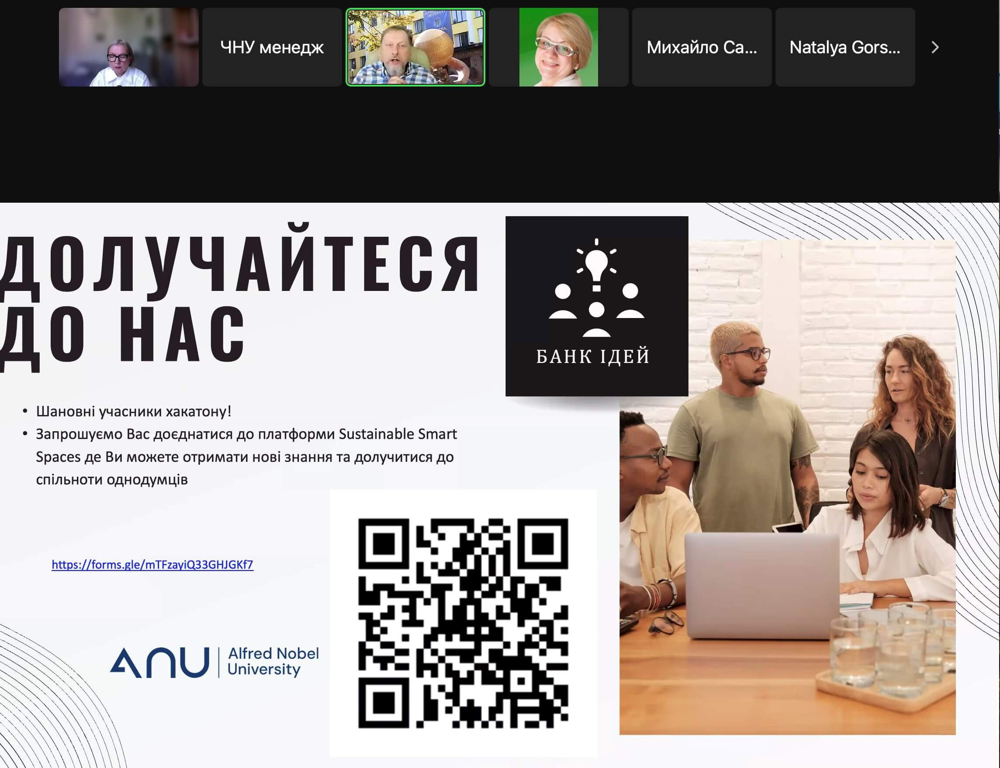 ЧНУ менедж
Михайло Са...
Natalya Gors...
ДОЛУЧАЙТЕСЯ
ДО НАС
БАНК ІДЕЙ
• Шановні учасники хакатону!
• Запрошуємо Вас доєднатися до платформи Sustainable Smart
Spaces де Ви можете отримати нові знання та долучитися до
спільноти однодумців
https://forms.gle/mTFzayiQ33GHJGKf7
ANU
Alfred Nobel
University